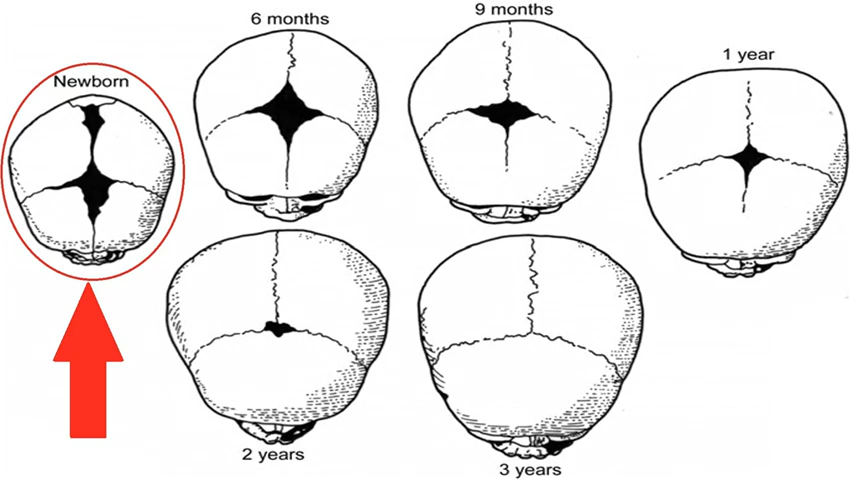 6 months
9 months
1 year
Newborn
2 years
3 years